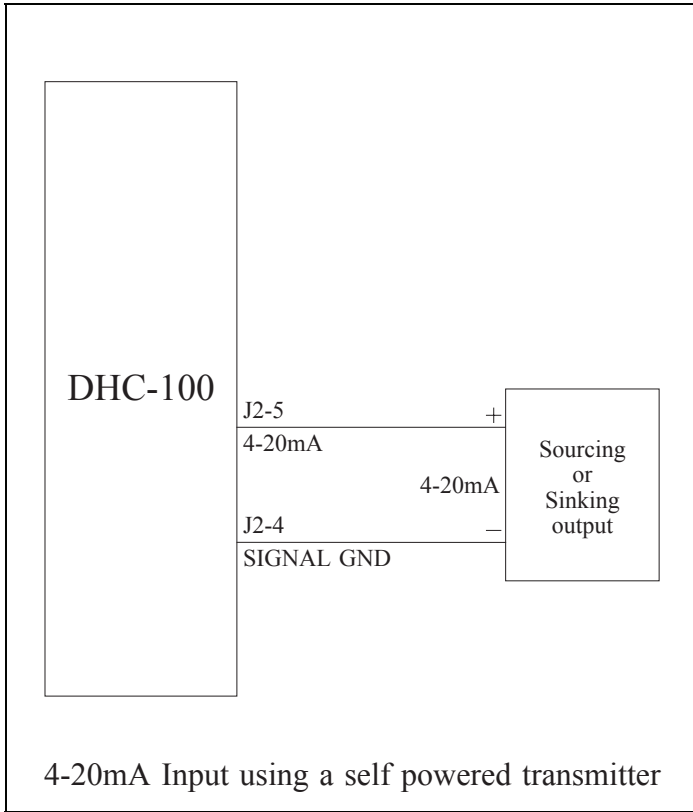 DHC-100
J2-5
+
4-20mA
4-20mA
J2-4
−
SIGNAL GND
Sourcing
or
Sinking
output
4-20mA Input using a self powered transmitter